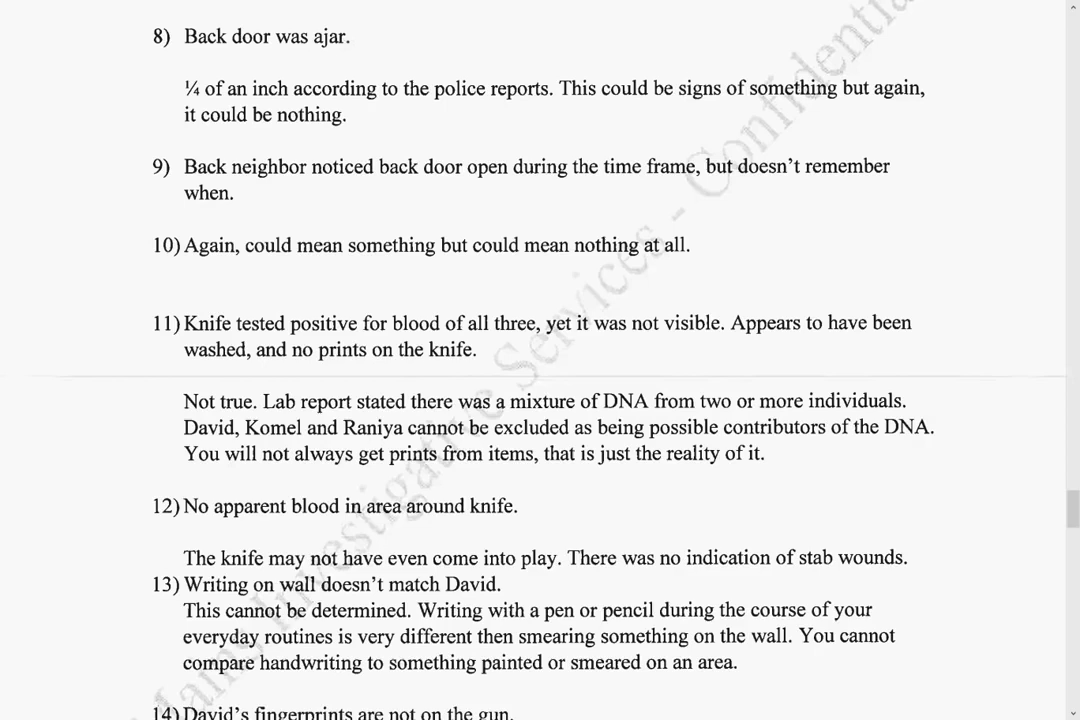 8) Back door was ajar.
¼ of an inch according to the police reports. This could be signs of something but again,
it could be nothing.
9) Back neighbor noticed back door open during the time frame, but doesn't remember
when.
10) Again, could mean something but could mean nothing at all.
11) Knife tested positive for blood of all three, yet it was not visible. Appears to have been
washed, and no prints on the knife.
Not true. Lab report stated there was a mixture of DNA from two or more individuals.
David, Komel and Raniya cannot be excluded as being possible contributors of the DNA.
You will not always get prints from items, that is just the reality of it.
12) No apparent blood in area around knife.
The knife may not have even come into play. There was no indication of stab wounds.
13) Writing on wall doesn't match David.
This cannot be determined. Writing with a pen or pencil during the course of your
everyday routines is very different then smearing something on the wall. You cannot
compare handwriting to something painted or smeared on an area.
14) David's fingerprints are not on the gun.
Investigative Services - Confidential